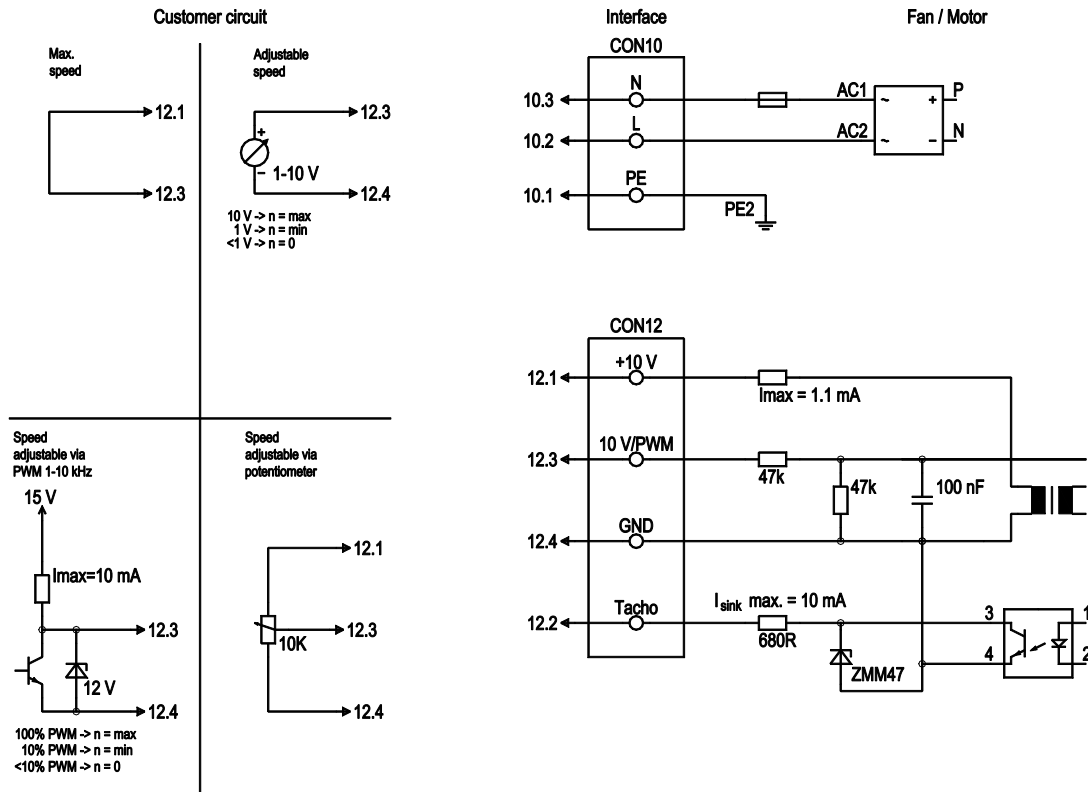 Customer circuit
Interface
Fan / Motor
Max.
speed
12.1
12.3
Adjustable
speed
12.3
+
−
1-10 V
12.4
10 V -> n = max
1 V -> n = min
<1 V -> n = 0
CON10
N
10.3
AC1
~
+
P
L
10.2
AC2
~
−
N
PE
10.1
PE2
Speed
adjustable via
PWM 1-10 kHz
15 V
Imax=10 mA
12.3
12 V
12.4
100% PWM -> n = max
10% PWM -> n = min
<10% PWM -> n = 0
Speed
adjustable via
potentiometer
12.1
12.3
10K
12.4
CON12
+10 V
12.1
Imax = 1.1 mA
10 V/PWM
12.3
47k
47k
100 nF
GND
12.4
Tacho
12.2
Isink max. = 10 mA
680R
ZMM47
3
4
1
2